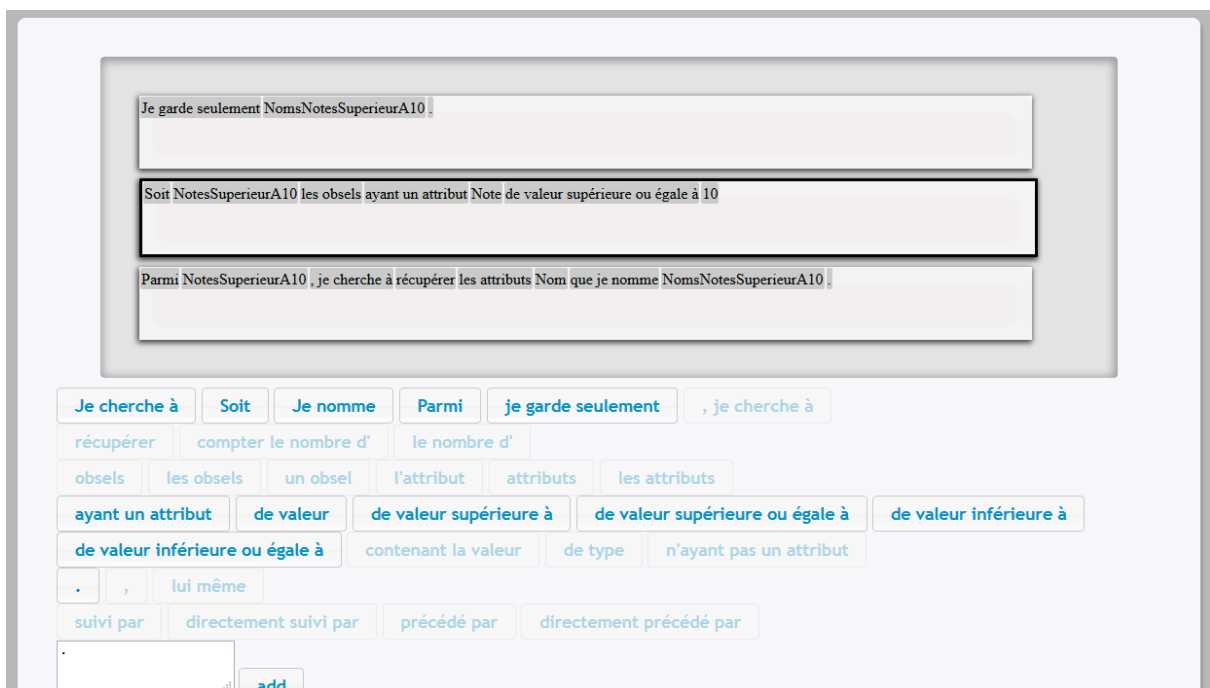 Je garde seulement NomsNotesSuperieurA10 .
Soit NotesSuperieurA10 les obsels ayant un attribut Note de valeur supérieure ou égale à 10
Parmi NotesSuperieurA10 , je cherche à récupérer les attributs Nom que je nomme NomsNotesSuperieurA10 .
Je cherche à Soit Je nomme Parmi je garde seulement , je cherche à
récupérer compter le nombre d' le nombre d'
obsels les obsels un obsel l'attribut attributs les attributs
ayant un attribut de valeur de valeur supérieure à de valeur supérieure ou égale à de valeur inférieure à
de valeur inférieure ou égale à contenant la valeur de type n'ayant pas un attribut
. , lui même
suivi par directement suivi par précédé par directement précédé par
.
add